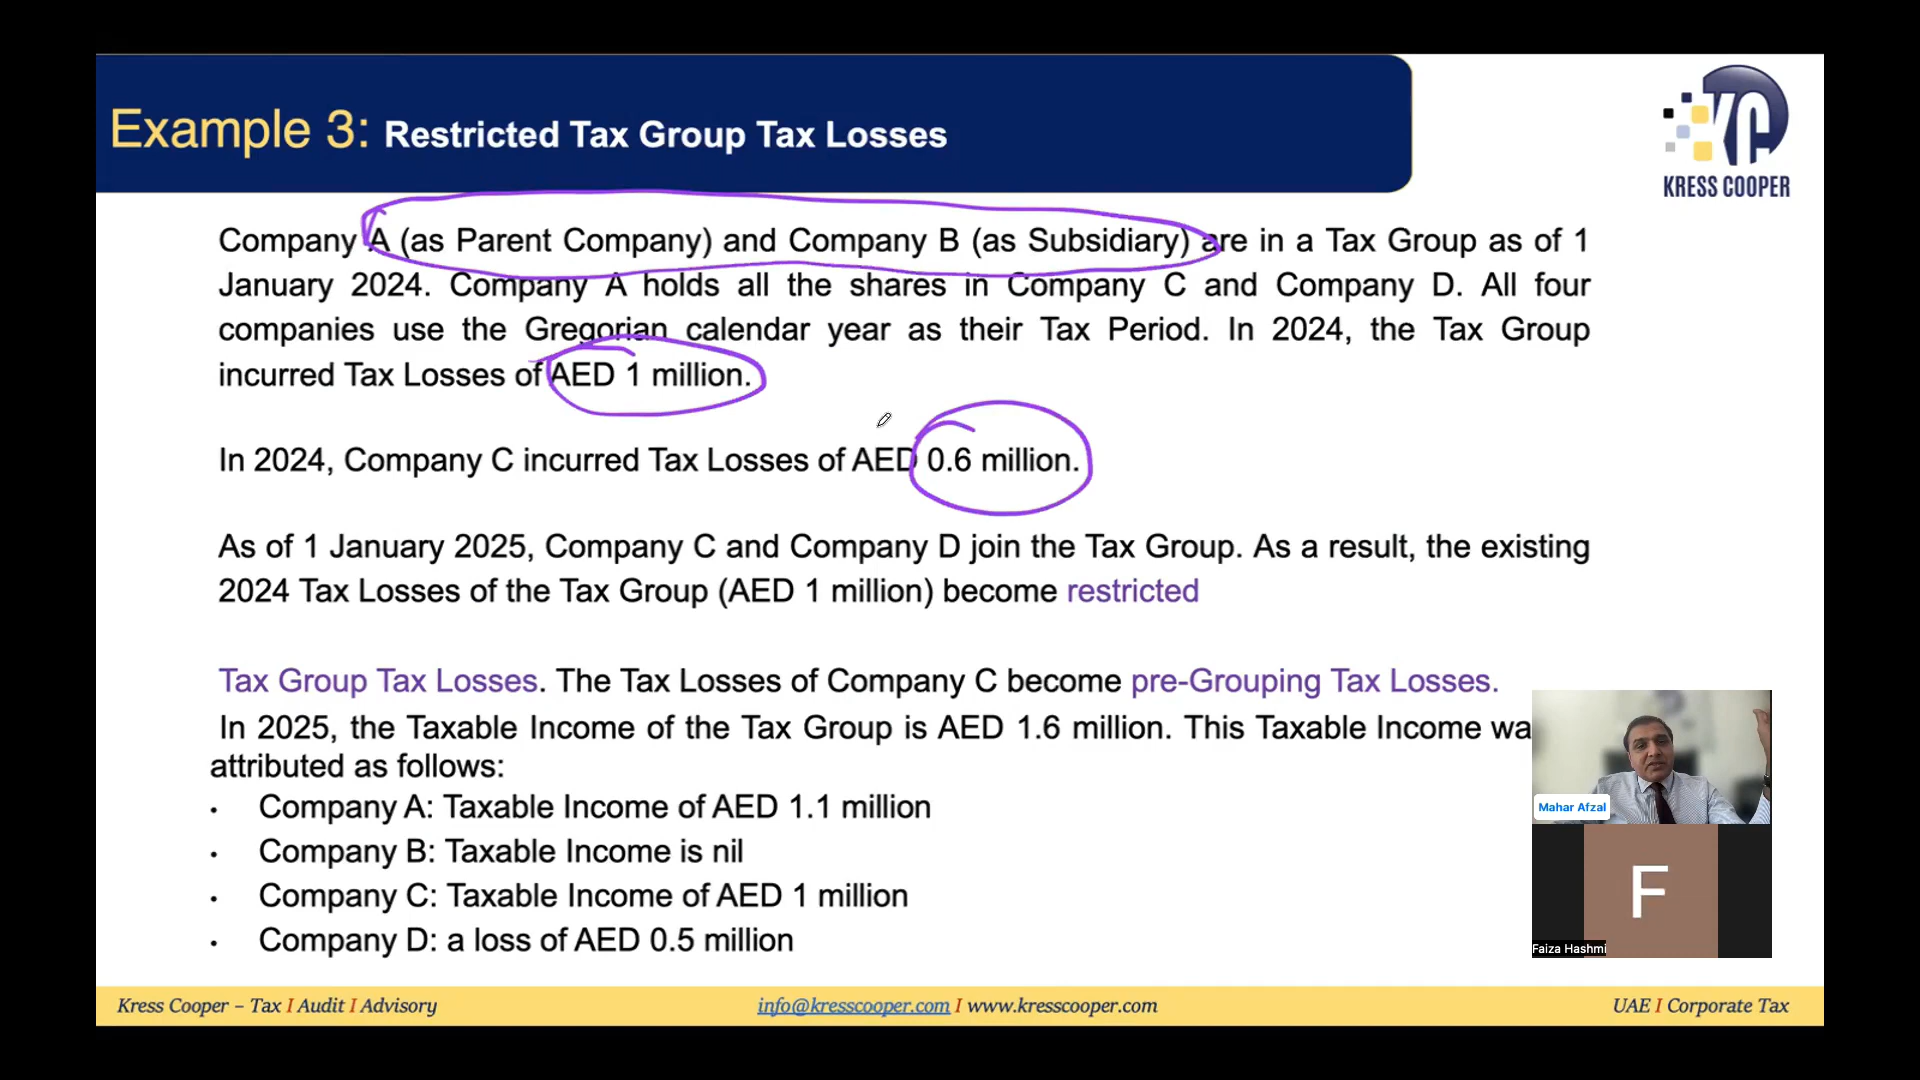 Example 3: Restricted Tax Group Tax Losses
KC
KRESS COOPER
Company A (as Parent Company) and Company B (as Subsidiary) are in a Tax Group as of 1
January 2024. Company A holds all the shares in Company C and Company D. All four
companies use the Gregorian calendar year as their Tax Period. In 2024, the Tax Group
incurred Tax Losses of AED 1 million.
In 2024, Company C incurred Tax Losses of AED 0.6 million.
As of 1 January 2025, Company C and Company D join the Tax Group. As a result, the existing
2024 Tax Losses of the Tax Group (AED 1 million) become restricted
Tax Group Tax Losses. The Tax Losses of Company C become pre-Grouping Tax Losses.
In 2025, the Taxable Income of the Tax Group is AED 1.6 million. This Taxable Income wa
attributed as follows:
• Company A: Taxable Income of AED 1.1 million
• Company B: Taxable Income is nil
• Company C: Taxable Income of AED 1 million
• Company D: a loss of AED 0.5 million
Mahar Afzal
F
Faiza Hashmi
Kress Cooper – Tax I Audit I Advisory
info@kresscooper.com I www.kresscooper.com
UAE I Corporate Tax